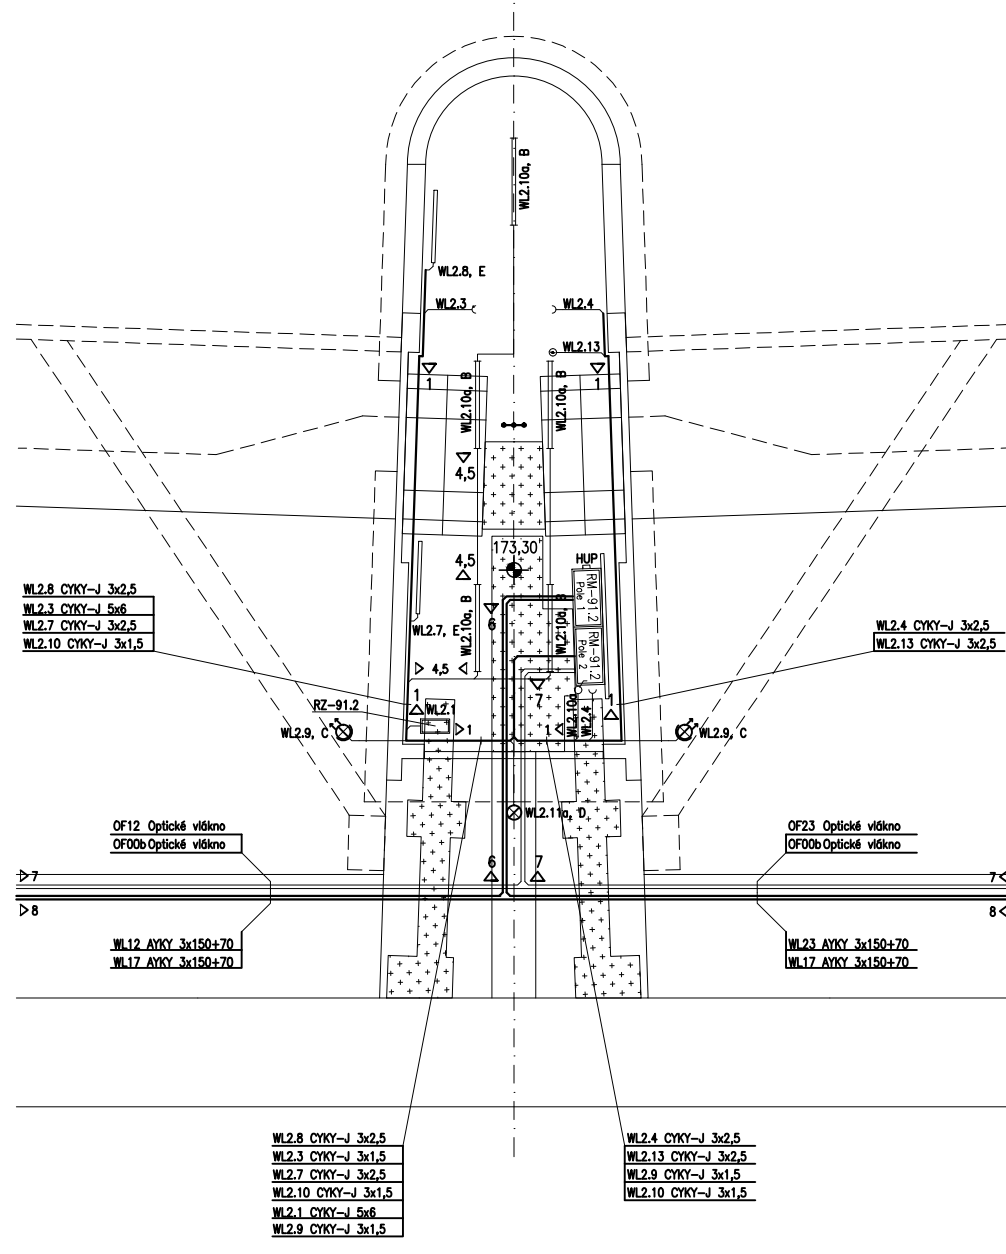 WL2.10a, B
WL2.8, E
WL2.3
WL2.4
WL2.13
1
1
WL2.10a, B
WL2.10a, B
4,5
173,30
HUP
4,5
RM-91.2
Pole 1
WL2.8 CYKY-J 3x2,5
WL2.3 CYKY-J 5x6
WL2.7 CYKY-J 3x2,5
WL2.10 CYKY-J 3x1,5
WL2.10a, B
WL2.10a, B
6
WL2.7, E
WL2.4 CYKY-J 3x2,5
WL2.13 CYKY-J 3x2,5
RM-91.2
Pole 2
4,5
1
7
1
RZ-91.2
WL2.1
WL2.10a
WL2.4
WL2.9, C
1
1
WL2.9, C
WL2.11a, D
OF12 Optické vlákno
OF00b Optické vlákno
OF23 Optické vlákno
OF00b Optické vlákno
6
7
7
7
8
8
WL12 AYKY 3x150+70
WL17 AYKY 3x150+70
WL23 AYKY 3x150+70
WL17 AYKY 3x150+70
WL2.8 CYKY-J 3x2,5
WL2.3 CYKY-J 3x1,5
WL2.7 CYKY-J 3x2,5
WL2.10 CYKY-J 3x1,5
WL2.1 CYKY-J 5x6
WL2.9 CYKY-J 3x1,5
WL2.4 CYKY-J 3x2,5
WL2.13 CYKY-J 3x2,5
WL2.9 CYKY-J 3x1,5
WL2.10 CYKY-J 3x1,5